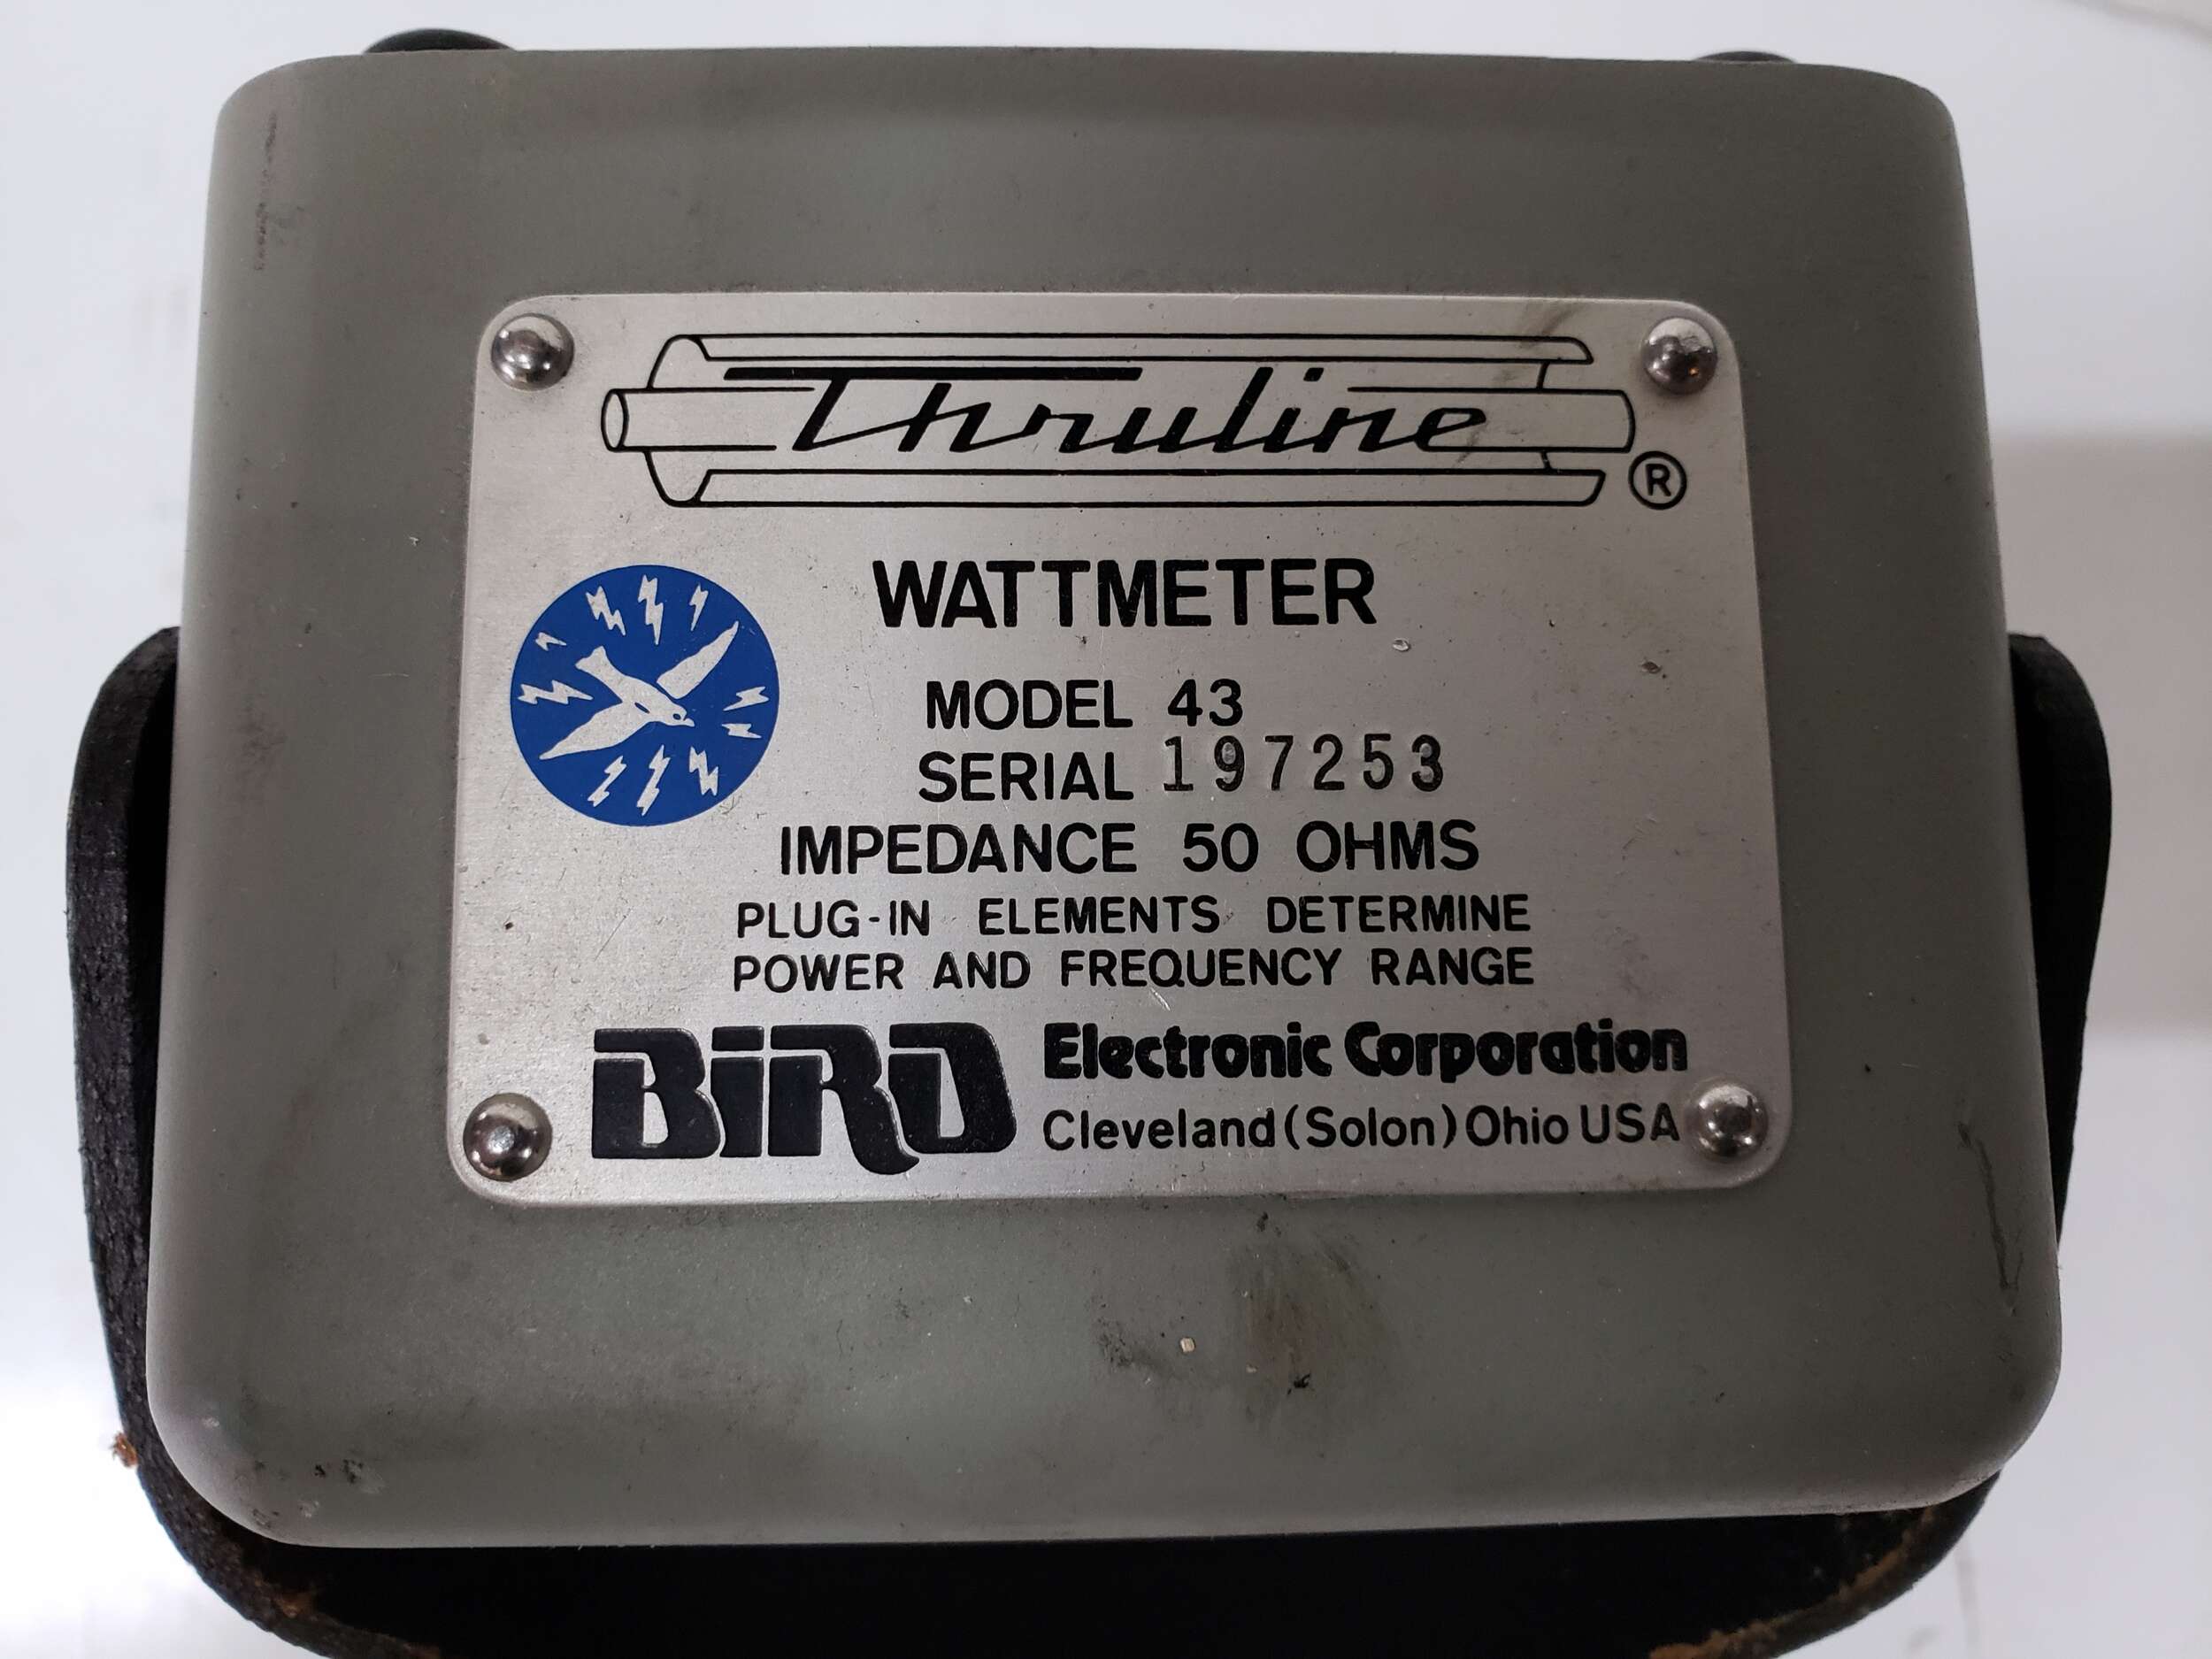 Thruline ®
WATTMETER
MODEL 43
SERIAL 197253
IMPEDANCE 50 OHMS
PLUG-IN ELEMENTS DETERMINE
POWER AND FREQUENCY RANGE
BiRD Electronic Corporation
Cleveland (Solon) Ohio USA